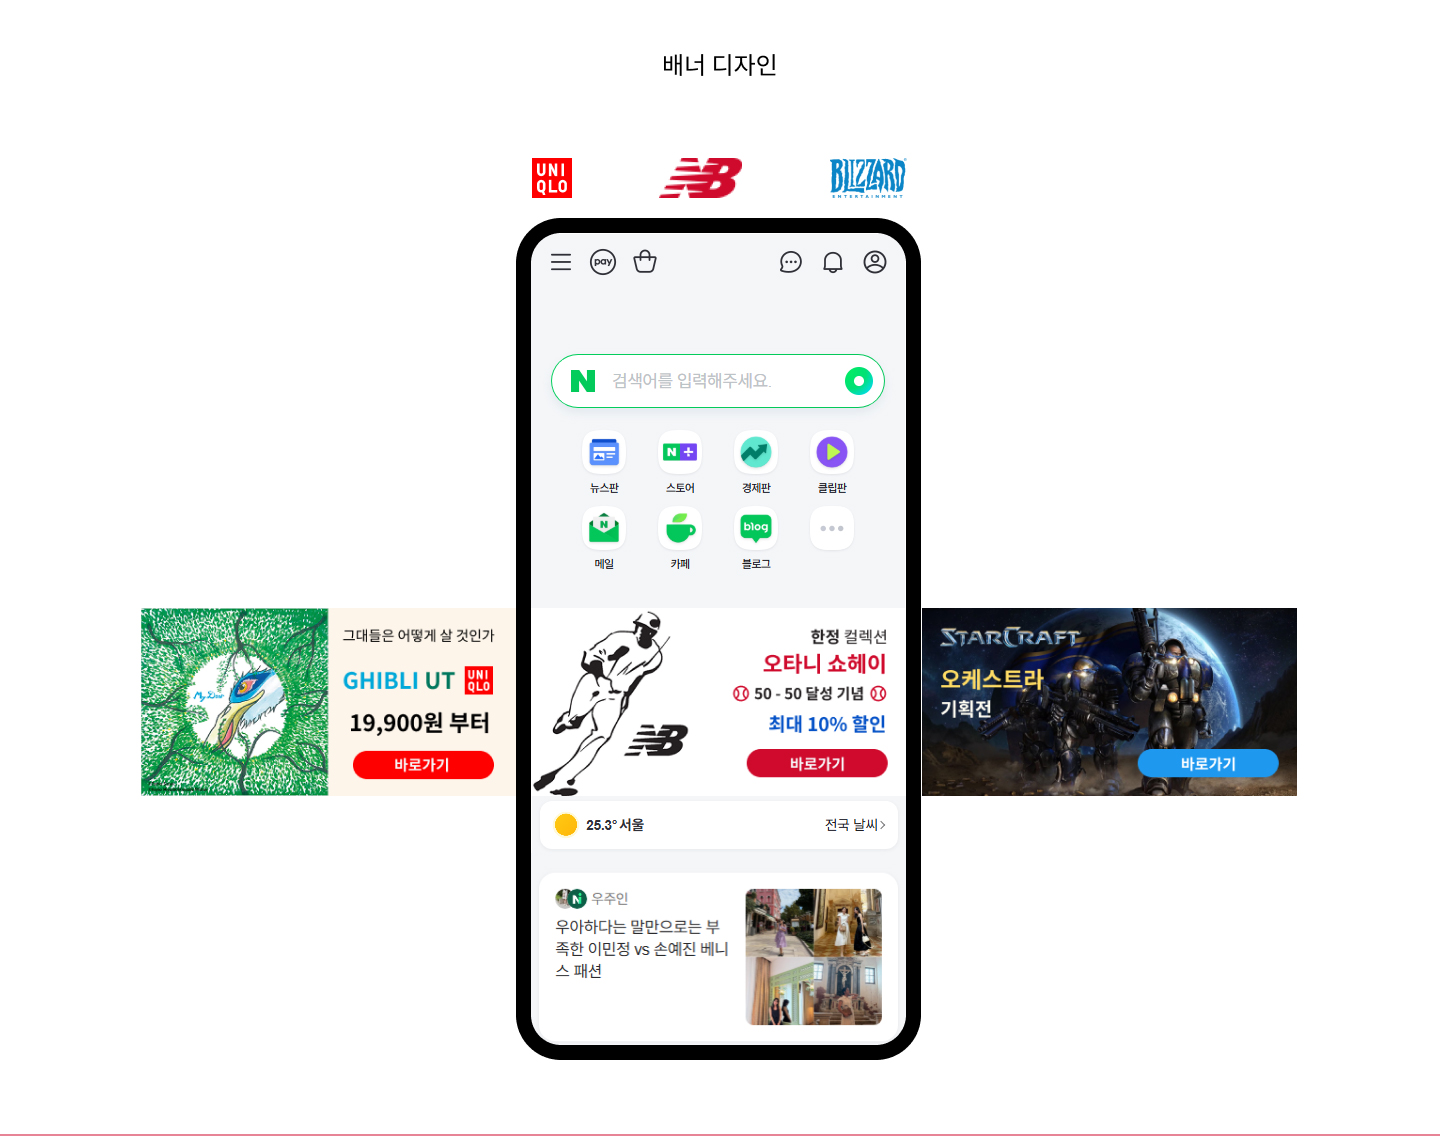 배너 디자인
UNI
QLO
NB
BLIZZARD
ENTERTAINMENT
pay
N
검색어를 입력해주세요.
N +
뉴스판
스토어
경제판
클립판
N
blog
메일
카페
블로그
My Dear
그대들은 어떻게 살 것인가
GHIBLI UT
UNI
QLO
19,900원 부터
바로가기
한정 컬렉션
오타니 쇼헤이
50 - 50 달성 기념
최대 10% 할인
NB
바로가기
STARCRAFT
오케스트라
기획전
바로가기
25.3° 서울
전국 날씨
N
우주인
우아하다는 말만으로는 부
족한 이민정 vs 손예진 베니
스 패션